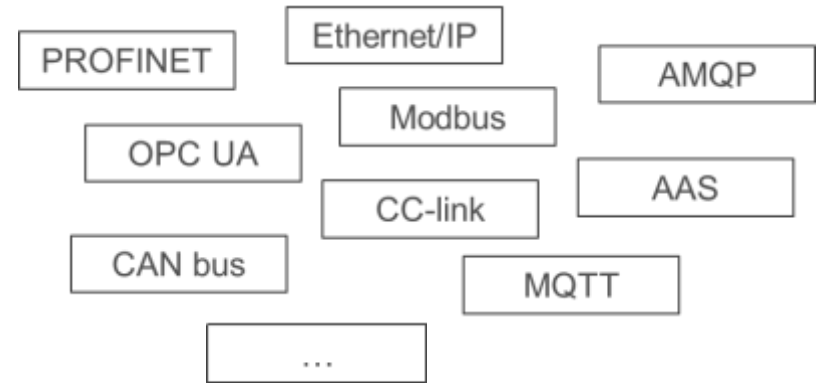 Ethernet/IP
PROFINET
AMQP
Modbus
OPC UA
AAS
CC-link
CAN bus
MQTT
...